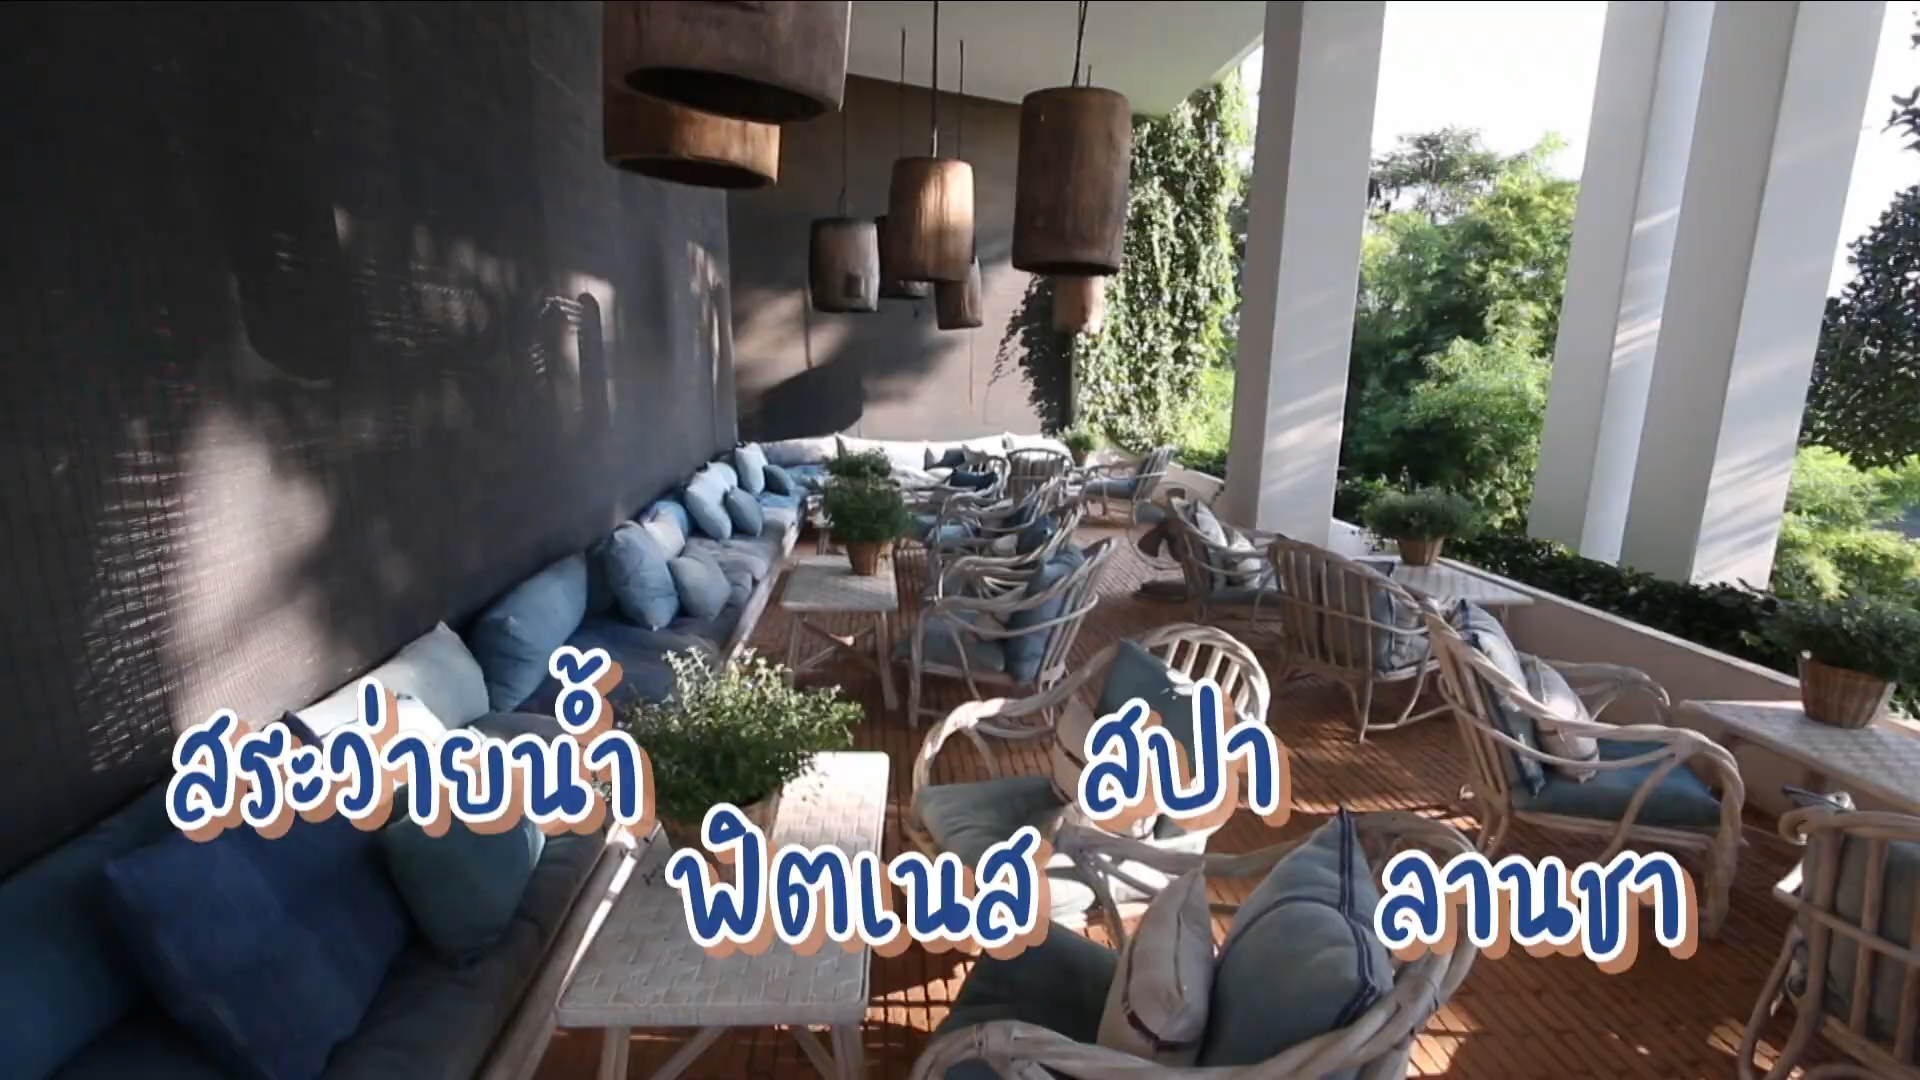 สระว่ายน้ำ
ฟิตเนส
สปา
ลานชา